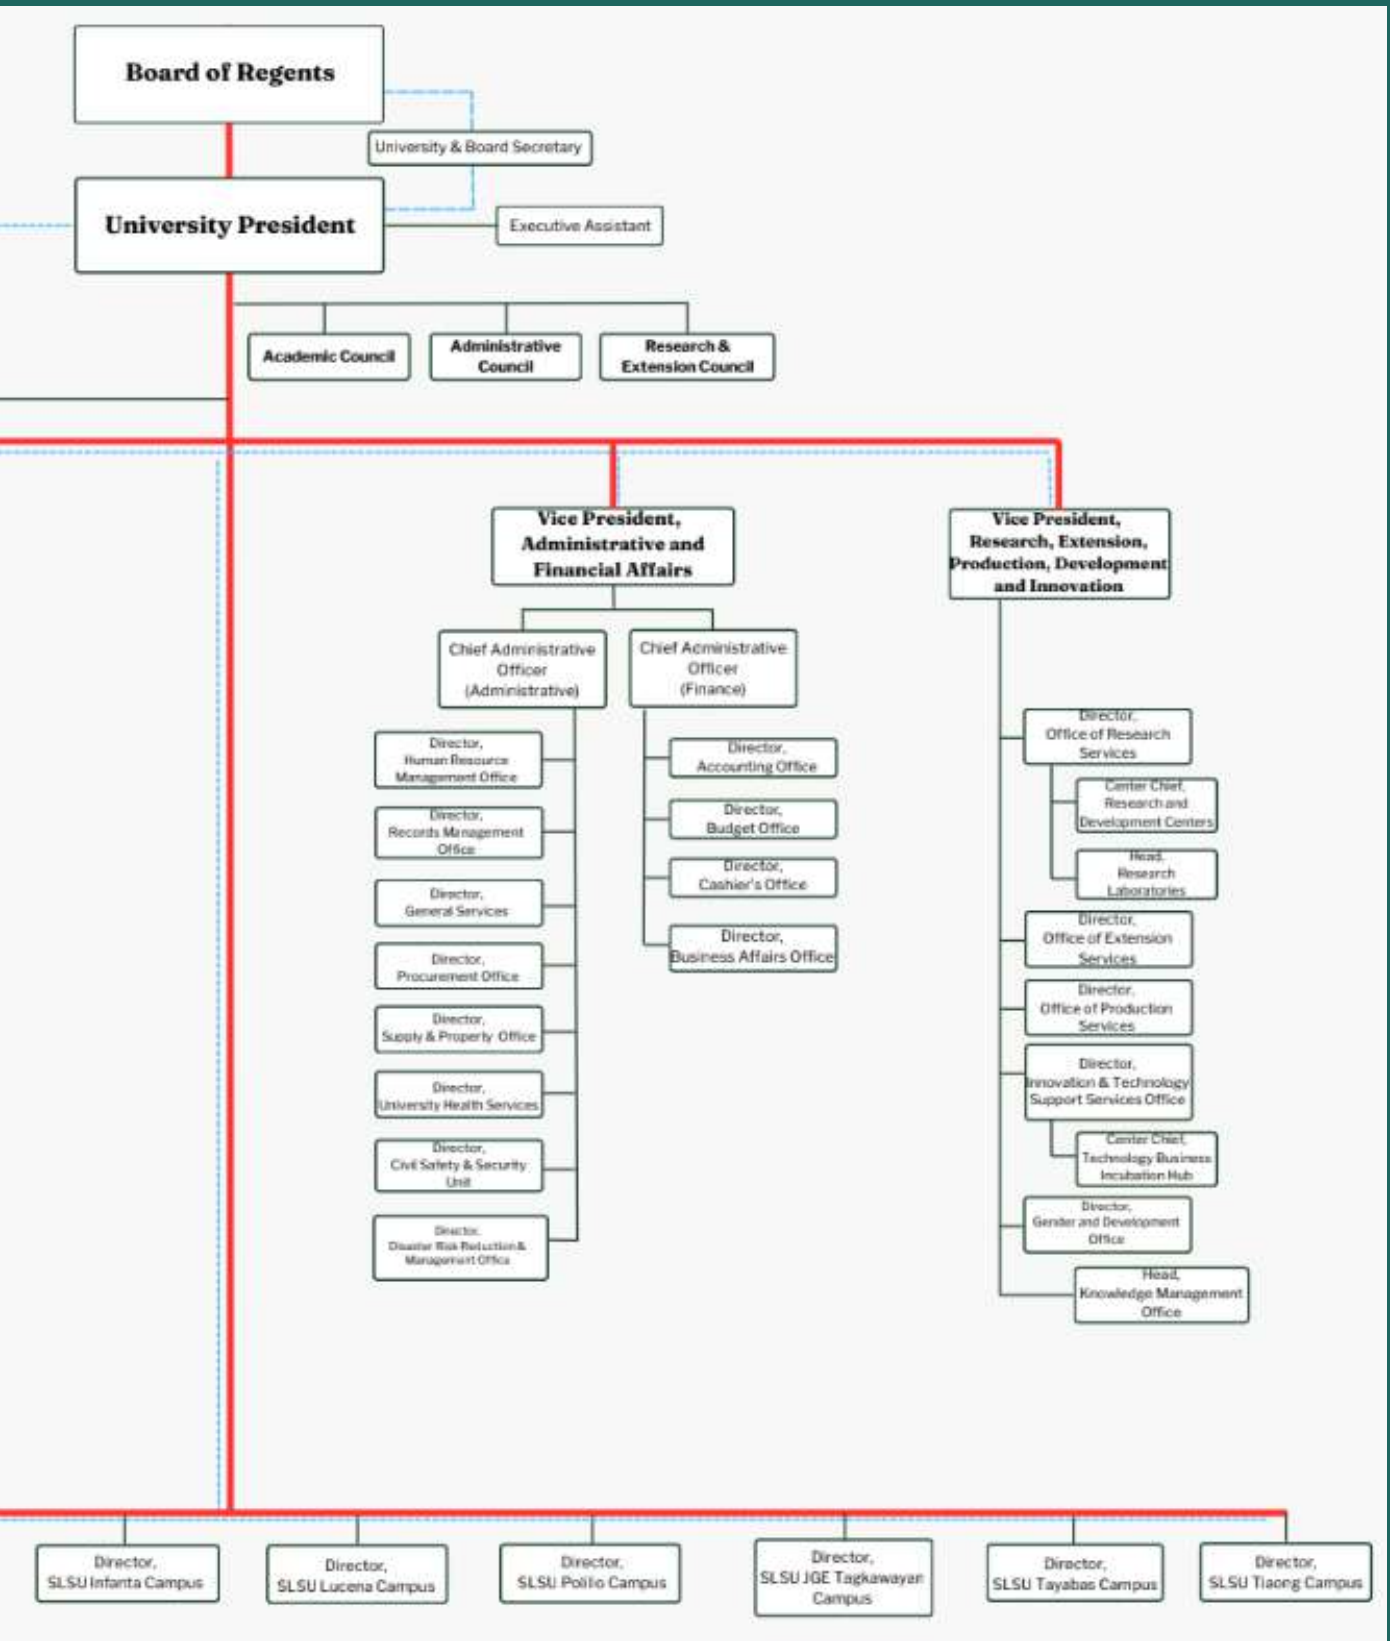 Board of Regents
University & Board Secretary
University President
Executive Assistant
Academic Council
Administrative
Council
Research &
Extension Council
Vice President,
Administrative and
Financial Affairs
Vice President,
Research, Extension,
Production, Development
and Innovation
Chief Administrative
Officer
(Administrative)
Chief Administrative
Officer
(Finance)
Director,
Human Resource
Management Office
Director,
Records Management
Office
Director,
General Services
Director,
Procurement Office
Director,
Supply & Property Office
Director,
University Health Services
Director,
Civil Safety & Security
Unit
Director,
Disaster Risk Reduction &
Management Office
Director,
Accounting Office
Director,
Budget Office
Director,
Cashier's Office
Director,
Business Affairs Office
Director,
Office of Research
Services
Center Chief,
Research and
Development Centers
Head,
Research
Laboratories
Director,
Office of Extension
Services
Director,
Office of Production
Services
Director,
Innovation & Technology
Support Services Office
Center Chief,
Technology Business
Incubation Hub
Director,
Gender and Development
Office
Head,
Knowledge Management
Office
Director,
SLSU Infanta Campus
Director,
SLSU Lucena Campus
Director,
SLSU Polillo Campus
Director,
SLSU JGE Tagkawayan
Campus
Director,
SLSU Tayabas Campus
Director,
SLSU Tiaong Campus